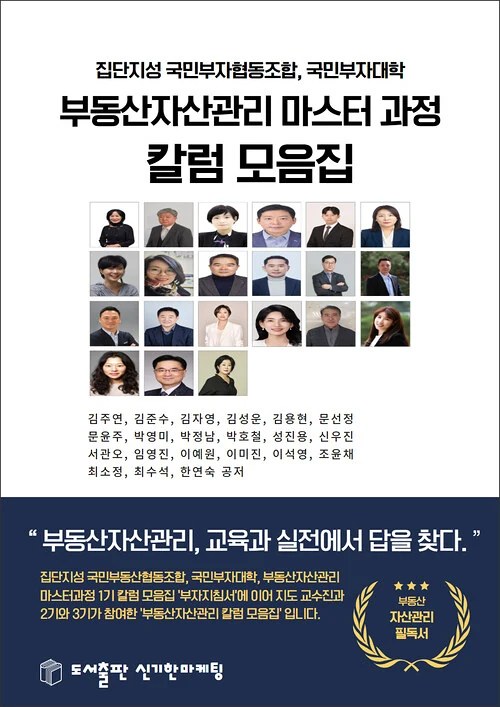 집단지성 국민부자협동조합, 국민부자대학
부동산자산관리 마스터 과정
칼럼 모음집
김주연, 김준수, 김자영, 김성운, 김용현, 문선정
문윤주, 박영미, 박정남, 박호철, 성진용, 신우진
서관오, 임영진, 이예원, 이미진, 이석영, 조윤채
최소정, 최수석, 한연숙 공저
“ 부동산자산관리, 교육과 실전에서 답을 찾다. ”
집단지성 국민부동산협동조합, 국민부자대학, 부동산자산관리
마스터과정 1기 칼럼 모음집 '부자지침서'에 이어 지도 교수진과
2기와 3기가 참여한 '부동산자산관리 칼럼 모음집' 입니다.
부동산
자산관리
필독서
도서출판 신기한마케팅